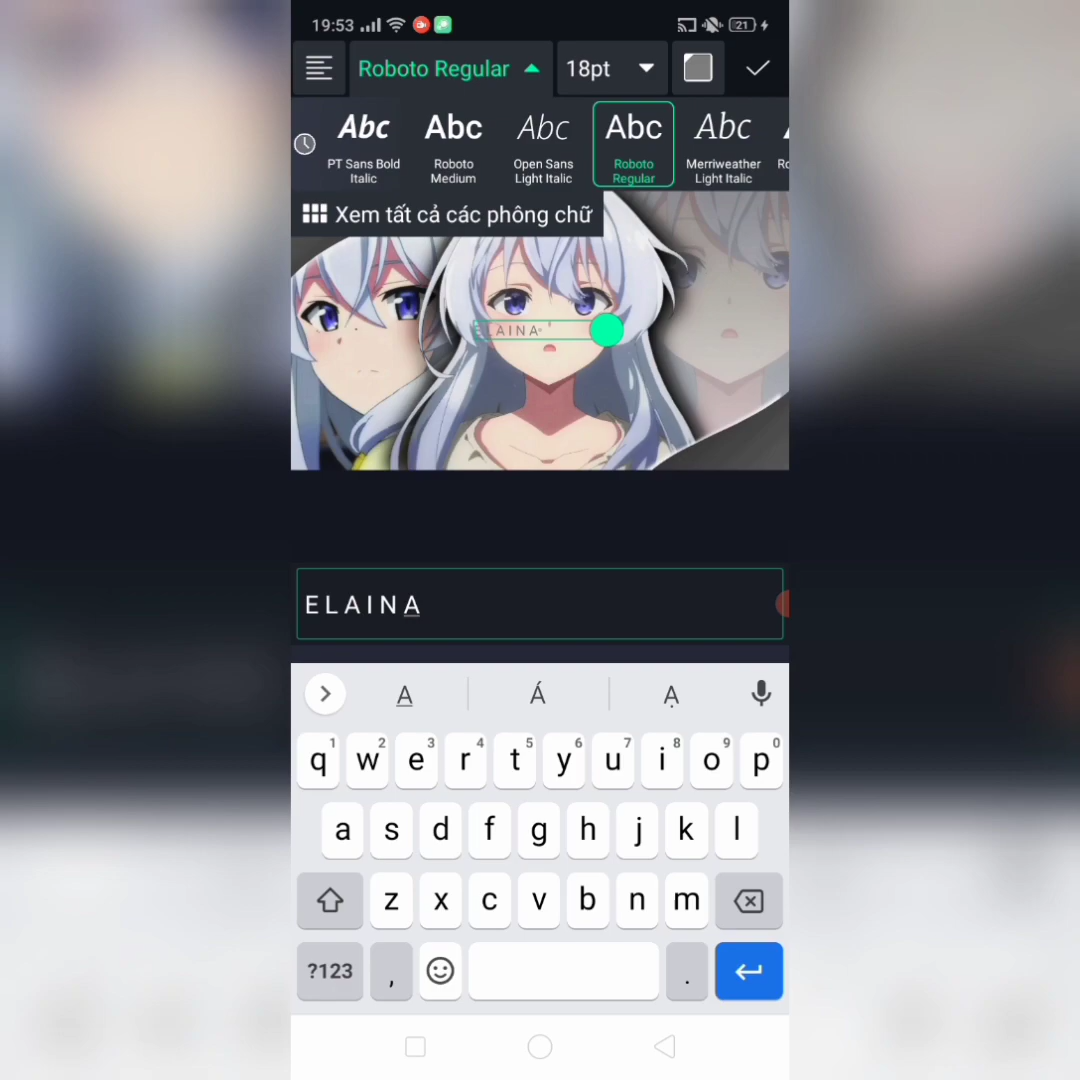 19:53 21
Roboto Regular 18pt
Abc Abc Abc Abc Abc
PT Sans Bold Italic Roboto Medium Open Sans Light Italic Roboto Regular Merriweather Light Italic Ro
Xem tất cả các phông chữ
ELAINA
E L A I N A
A Á Ạ
1 2 3 4 5 6 7 8 9 0
q w e r t y u i o p
a s d f g h j k l
z x c v b n m
?123 , .